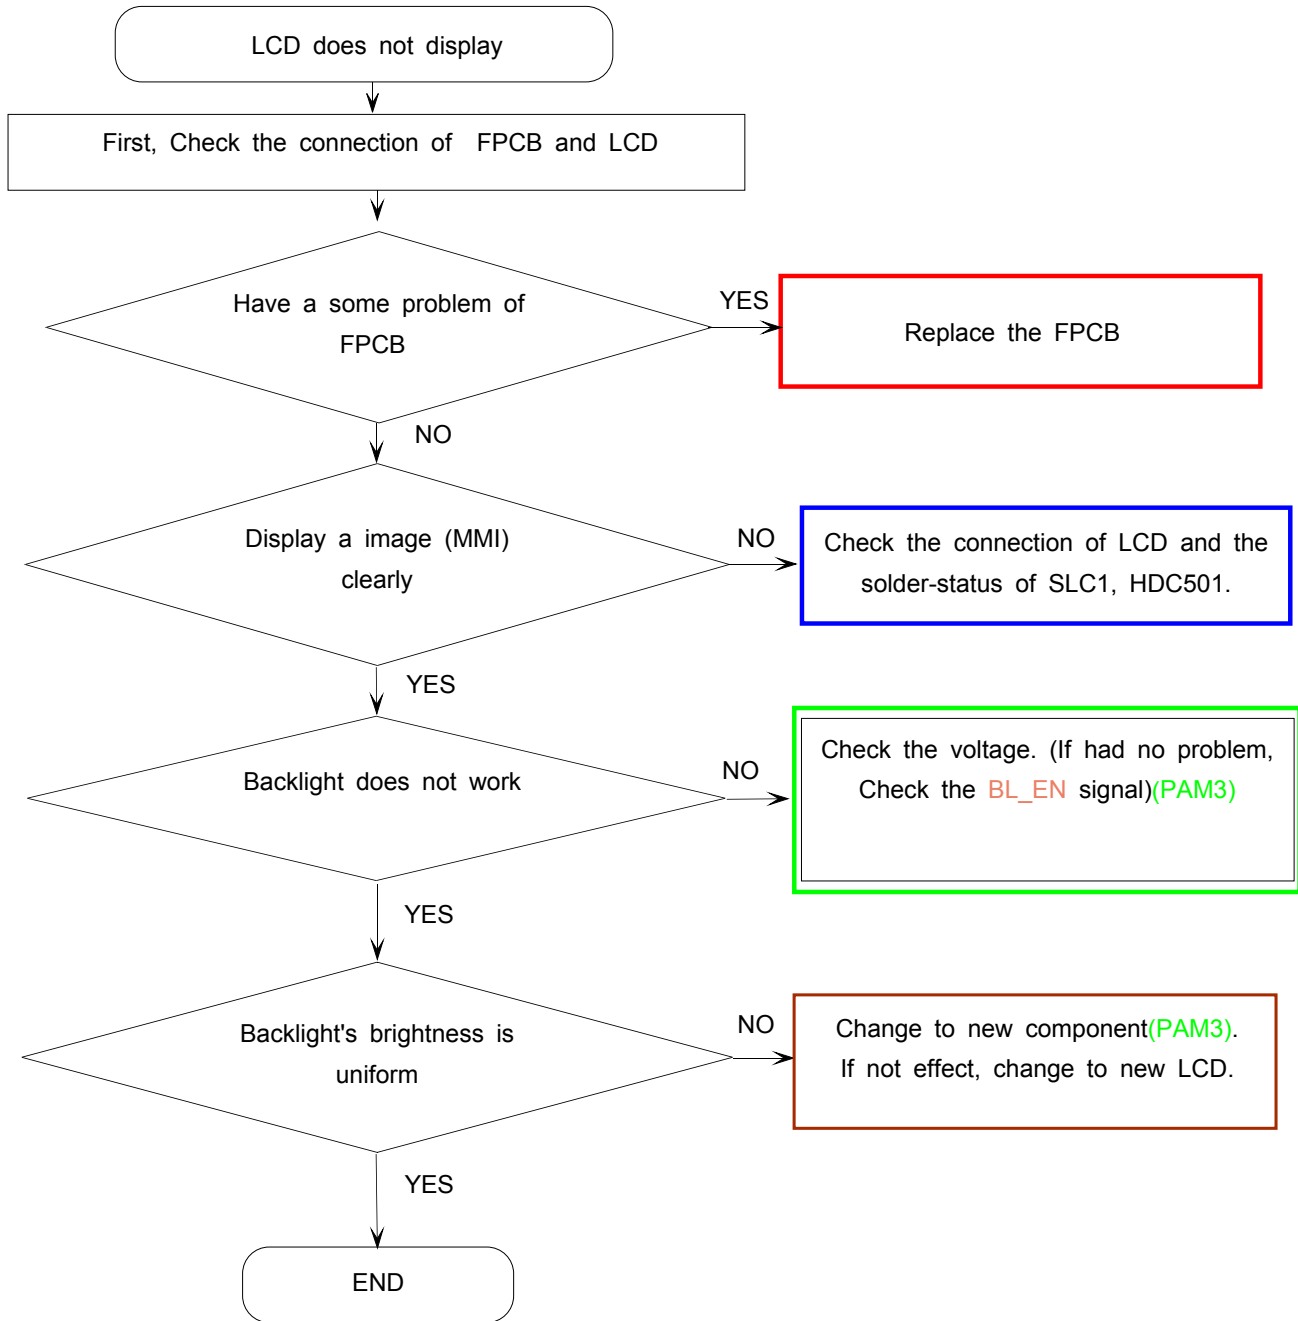 LCD does not display
First, Check the connection of FPCB and LCD
Have a some problem of
FPCB
YES
Replace the FPCB
NO
Display a image (MMI)
clearly
NO
Check the connection of LCD and the
solder-status of SLC1, HDC501.
YES
Backlight does not work
NO
Check the voltage. (If had no problem,
Check the BL_EN signal)(PAM3)
YES
Backlight's brightness is
uniform
NO
Change to new component(PAM3).
If not effect, change to new LCD.
YES
END